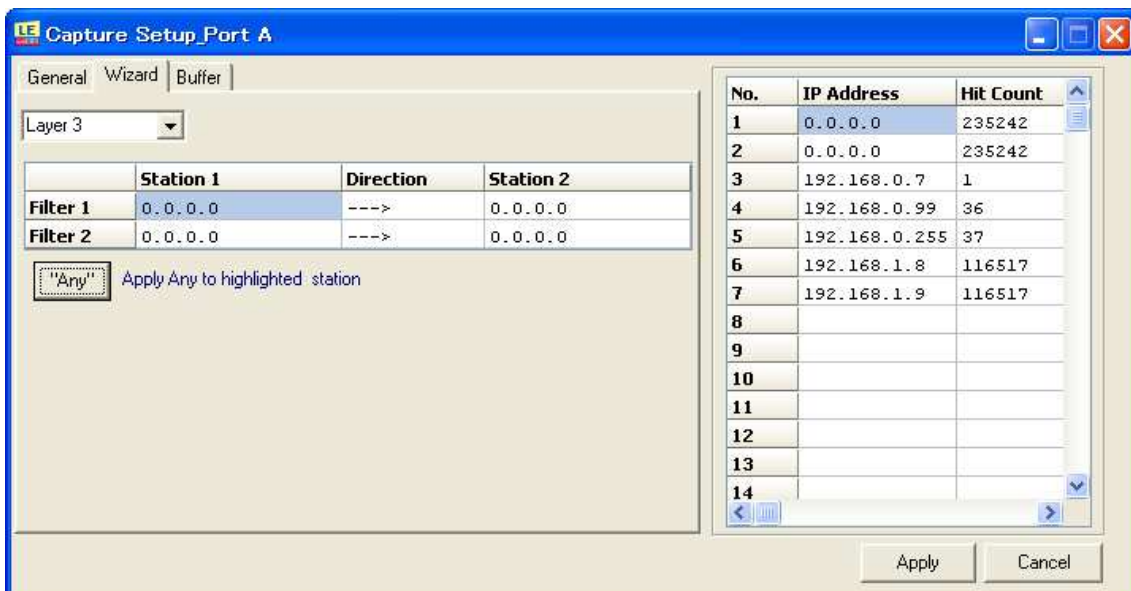 LE Capture Setup_Port A
General Wizard Buffer
Layer 3
Station 1 Direction Station 2
Filter 1 0.0.0.0 ---> 0.0.0.0
Filter 2 0.0.0.0 ---> 0.0.0.0
"Any" Apply Any to highlighted station
No. IP Address Hit Count
1 0.0.0.0 235242
2 0.0.0.0 235242
3 192.168.0.7 1
4 192.168.0.99 36
5 192.168.0.255 37
6 192.168.1.8 116517
7 192.168.1.9 116517
8
9
10
11
12
13
14
Apply Cancel